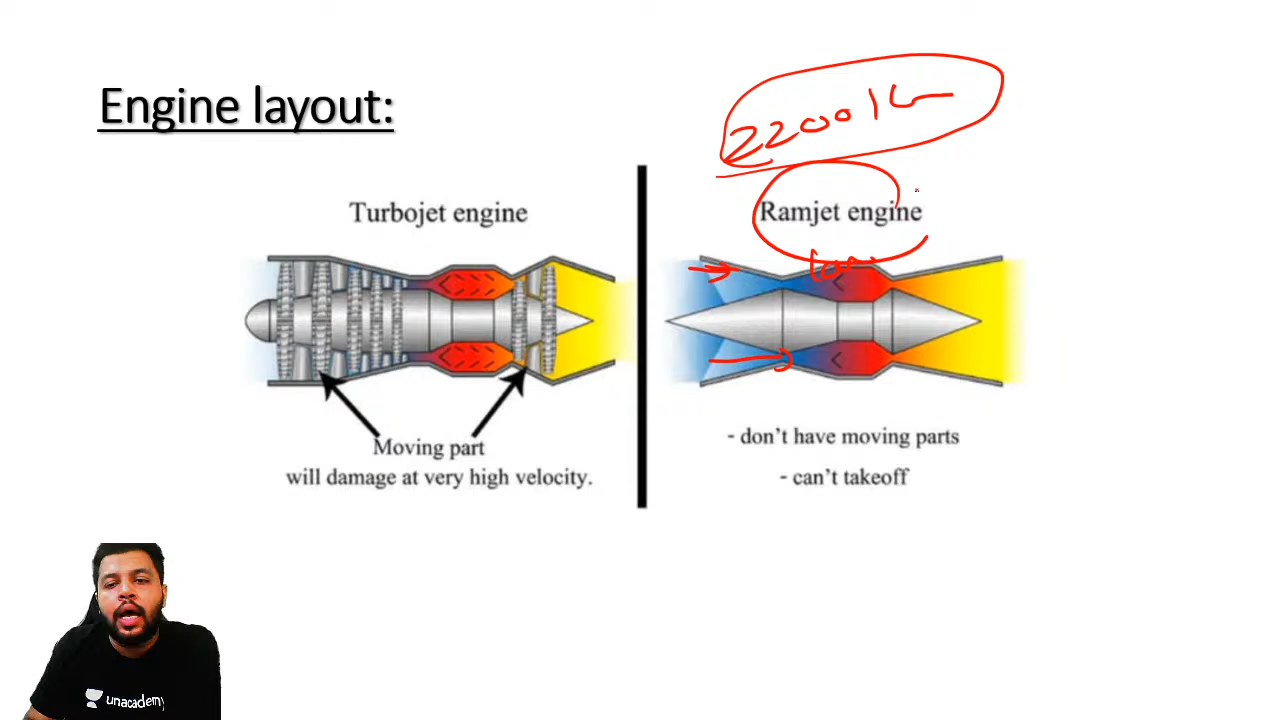 Engine layout:
2200 k
Turbojet engine
Ramjet engine
Moving part
will damage at very high velocity.
- don't have moving parts
- can't takeoff
unacademy